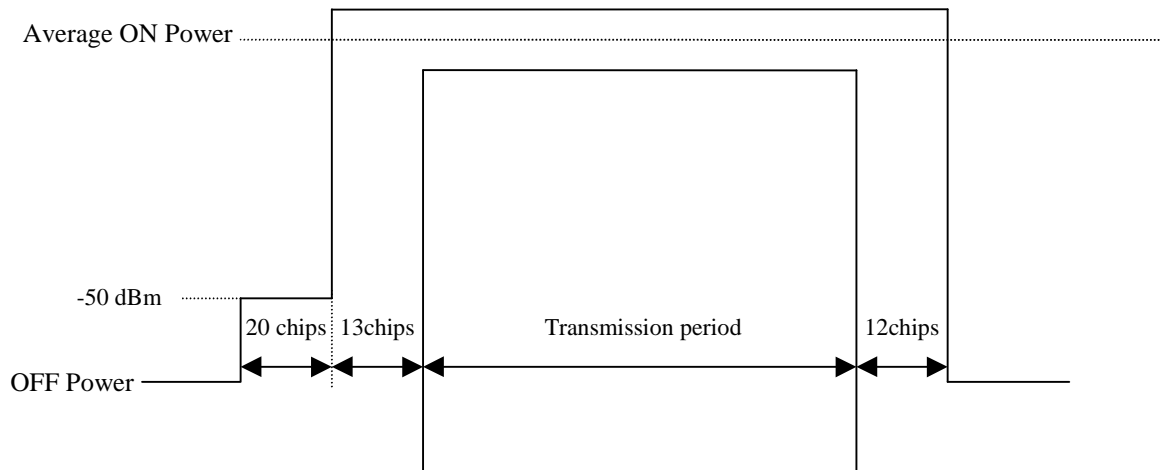 Average ON Power
-50 dBm
20 chips 13chips Transmission period 12chips
OFF Power